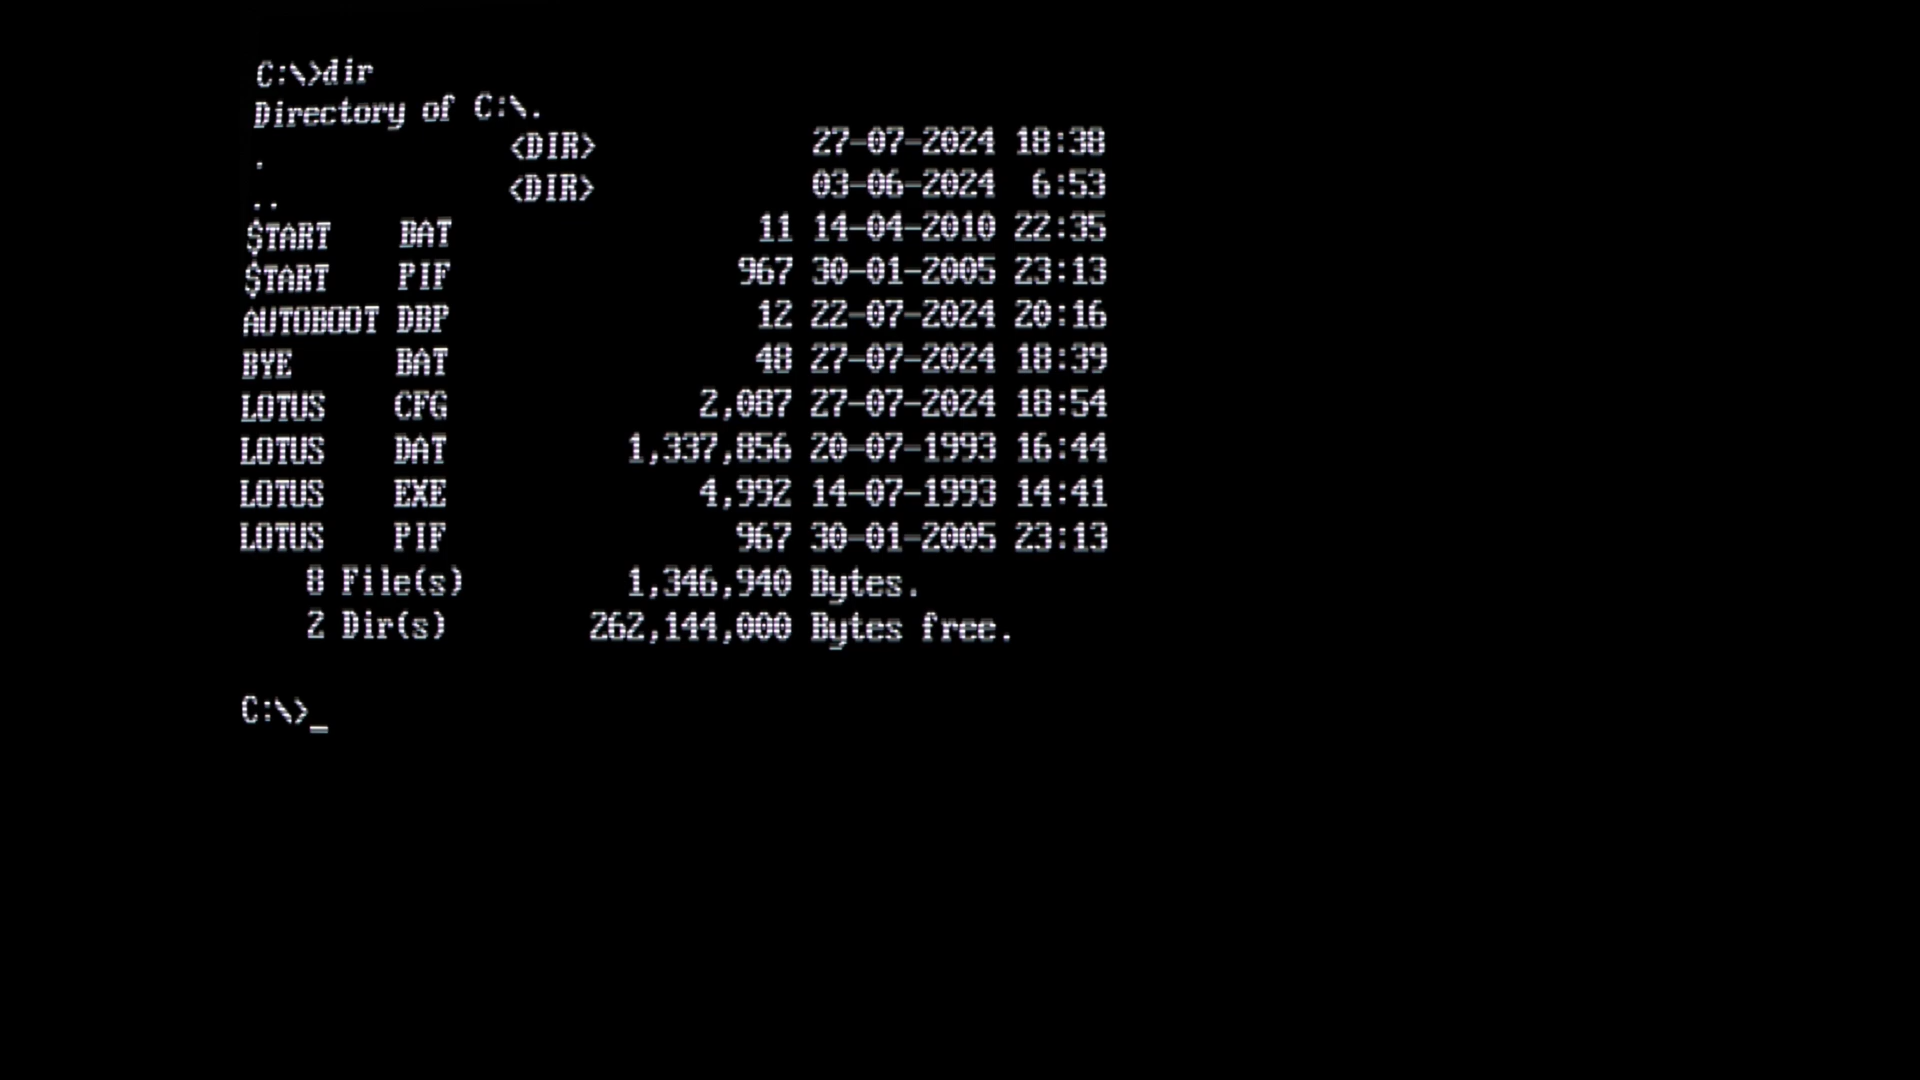 C:\>dir
Directory of C:\.
. <DIR> 27-07-2024 18:38
.. <DIR> 03-06-2024 6:53
$TART BAT 11 14-04-2010 22:35
$TART PIF 967 30-01-2005 23:13
AUTOBOOT DBP 12 22-07-2024 20:16
BYE BAT 48 27-07-2024 18:39
LOTUS CFG 2,087 27-07-2024 18:54
LOTUS DAT 1,337,856 20-07-1993 16:44
LOTUS EXE 4,992 14-07-1993 14:41
LOTUS PIF 967 30-01-2005 23:13
8 File(s) 1,346,940 Bytes.
2 Dir(s) 262,144,000 Bytes free.
C:\>_